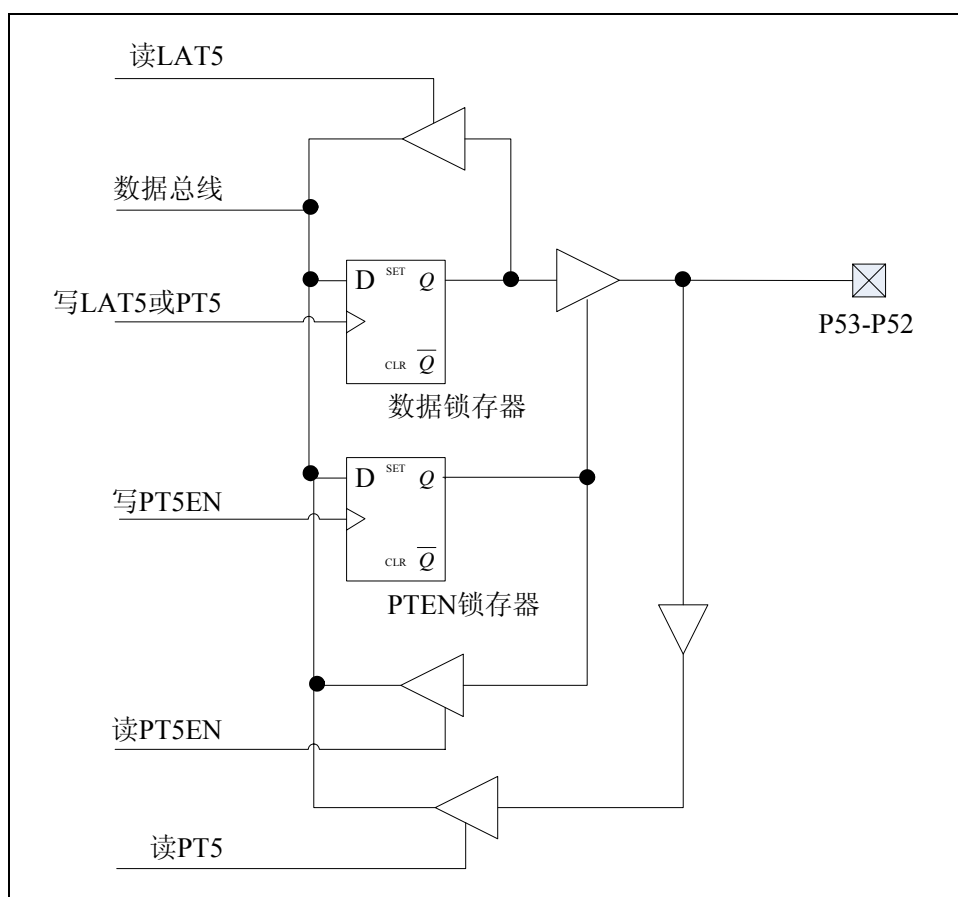 读LAT5
数据总线
写LAT5或PT5
D SET Q
CLR Q̅
P53-P52
数据锁存器
写PT5EN
D SET Q
CLR Q̅
PTEN锁存器
读PT5EN
读PT5